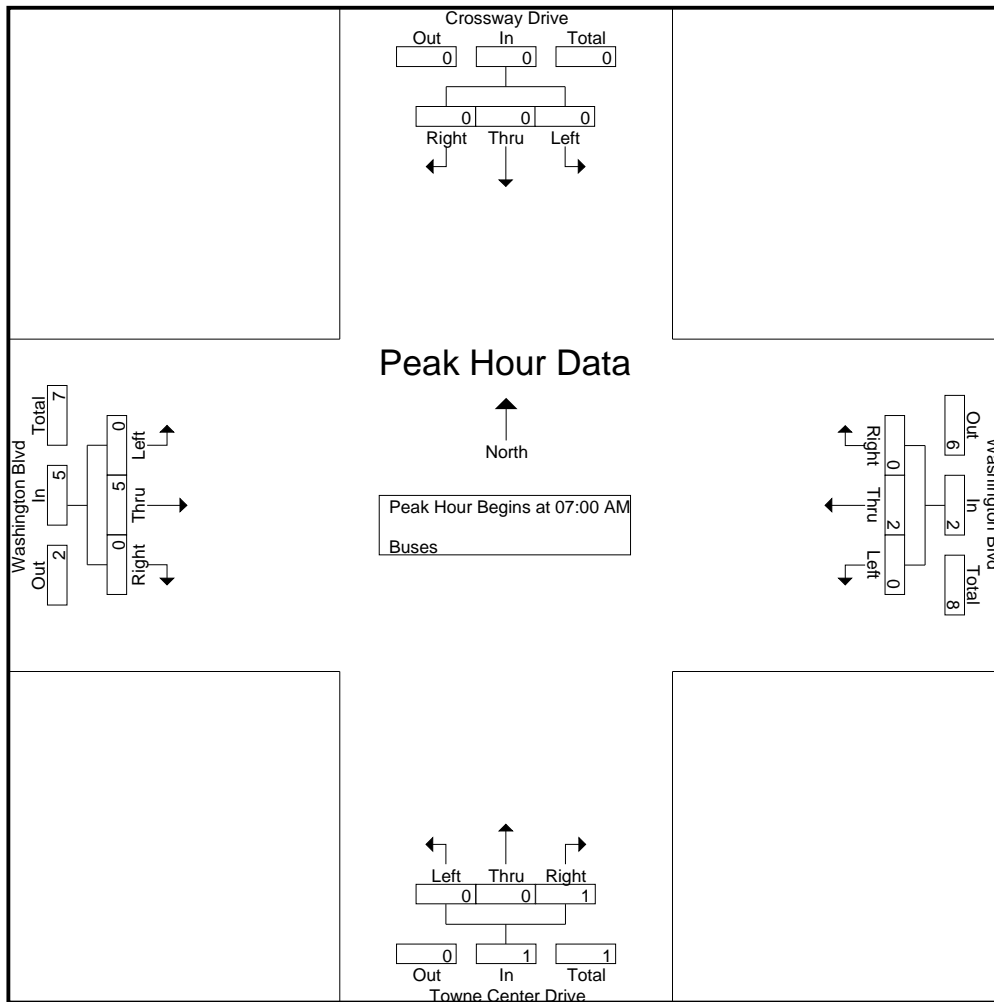 Crossway Drive
Out In Total
0 0 0
0 0 0
Right Thru Left
Peak Hour Data
North
Peak Hour Begins at 07:00 AM
Buses
Washington Blvd
Total In Out
7 5 2
0 5 0
Left Thru Right
Washington Blvd
Out In Total
6 2 8
0 2 0
Right Thru Left
Left Thru Right
0 0 1
0 1 1
Out In Total
Towne Center Drive